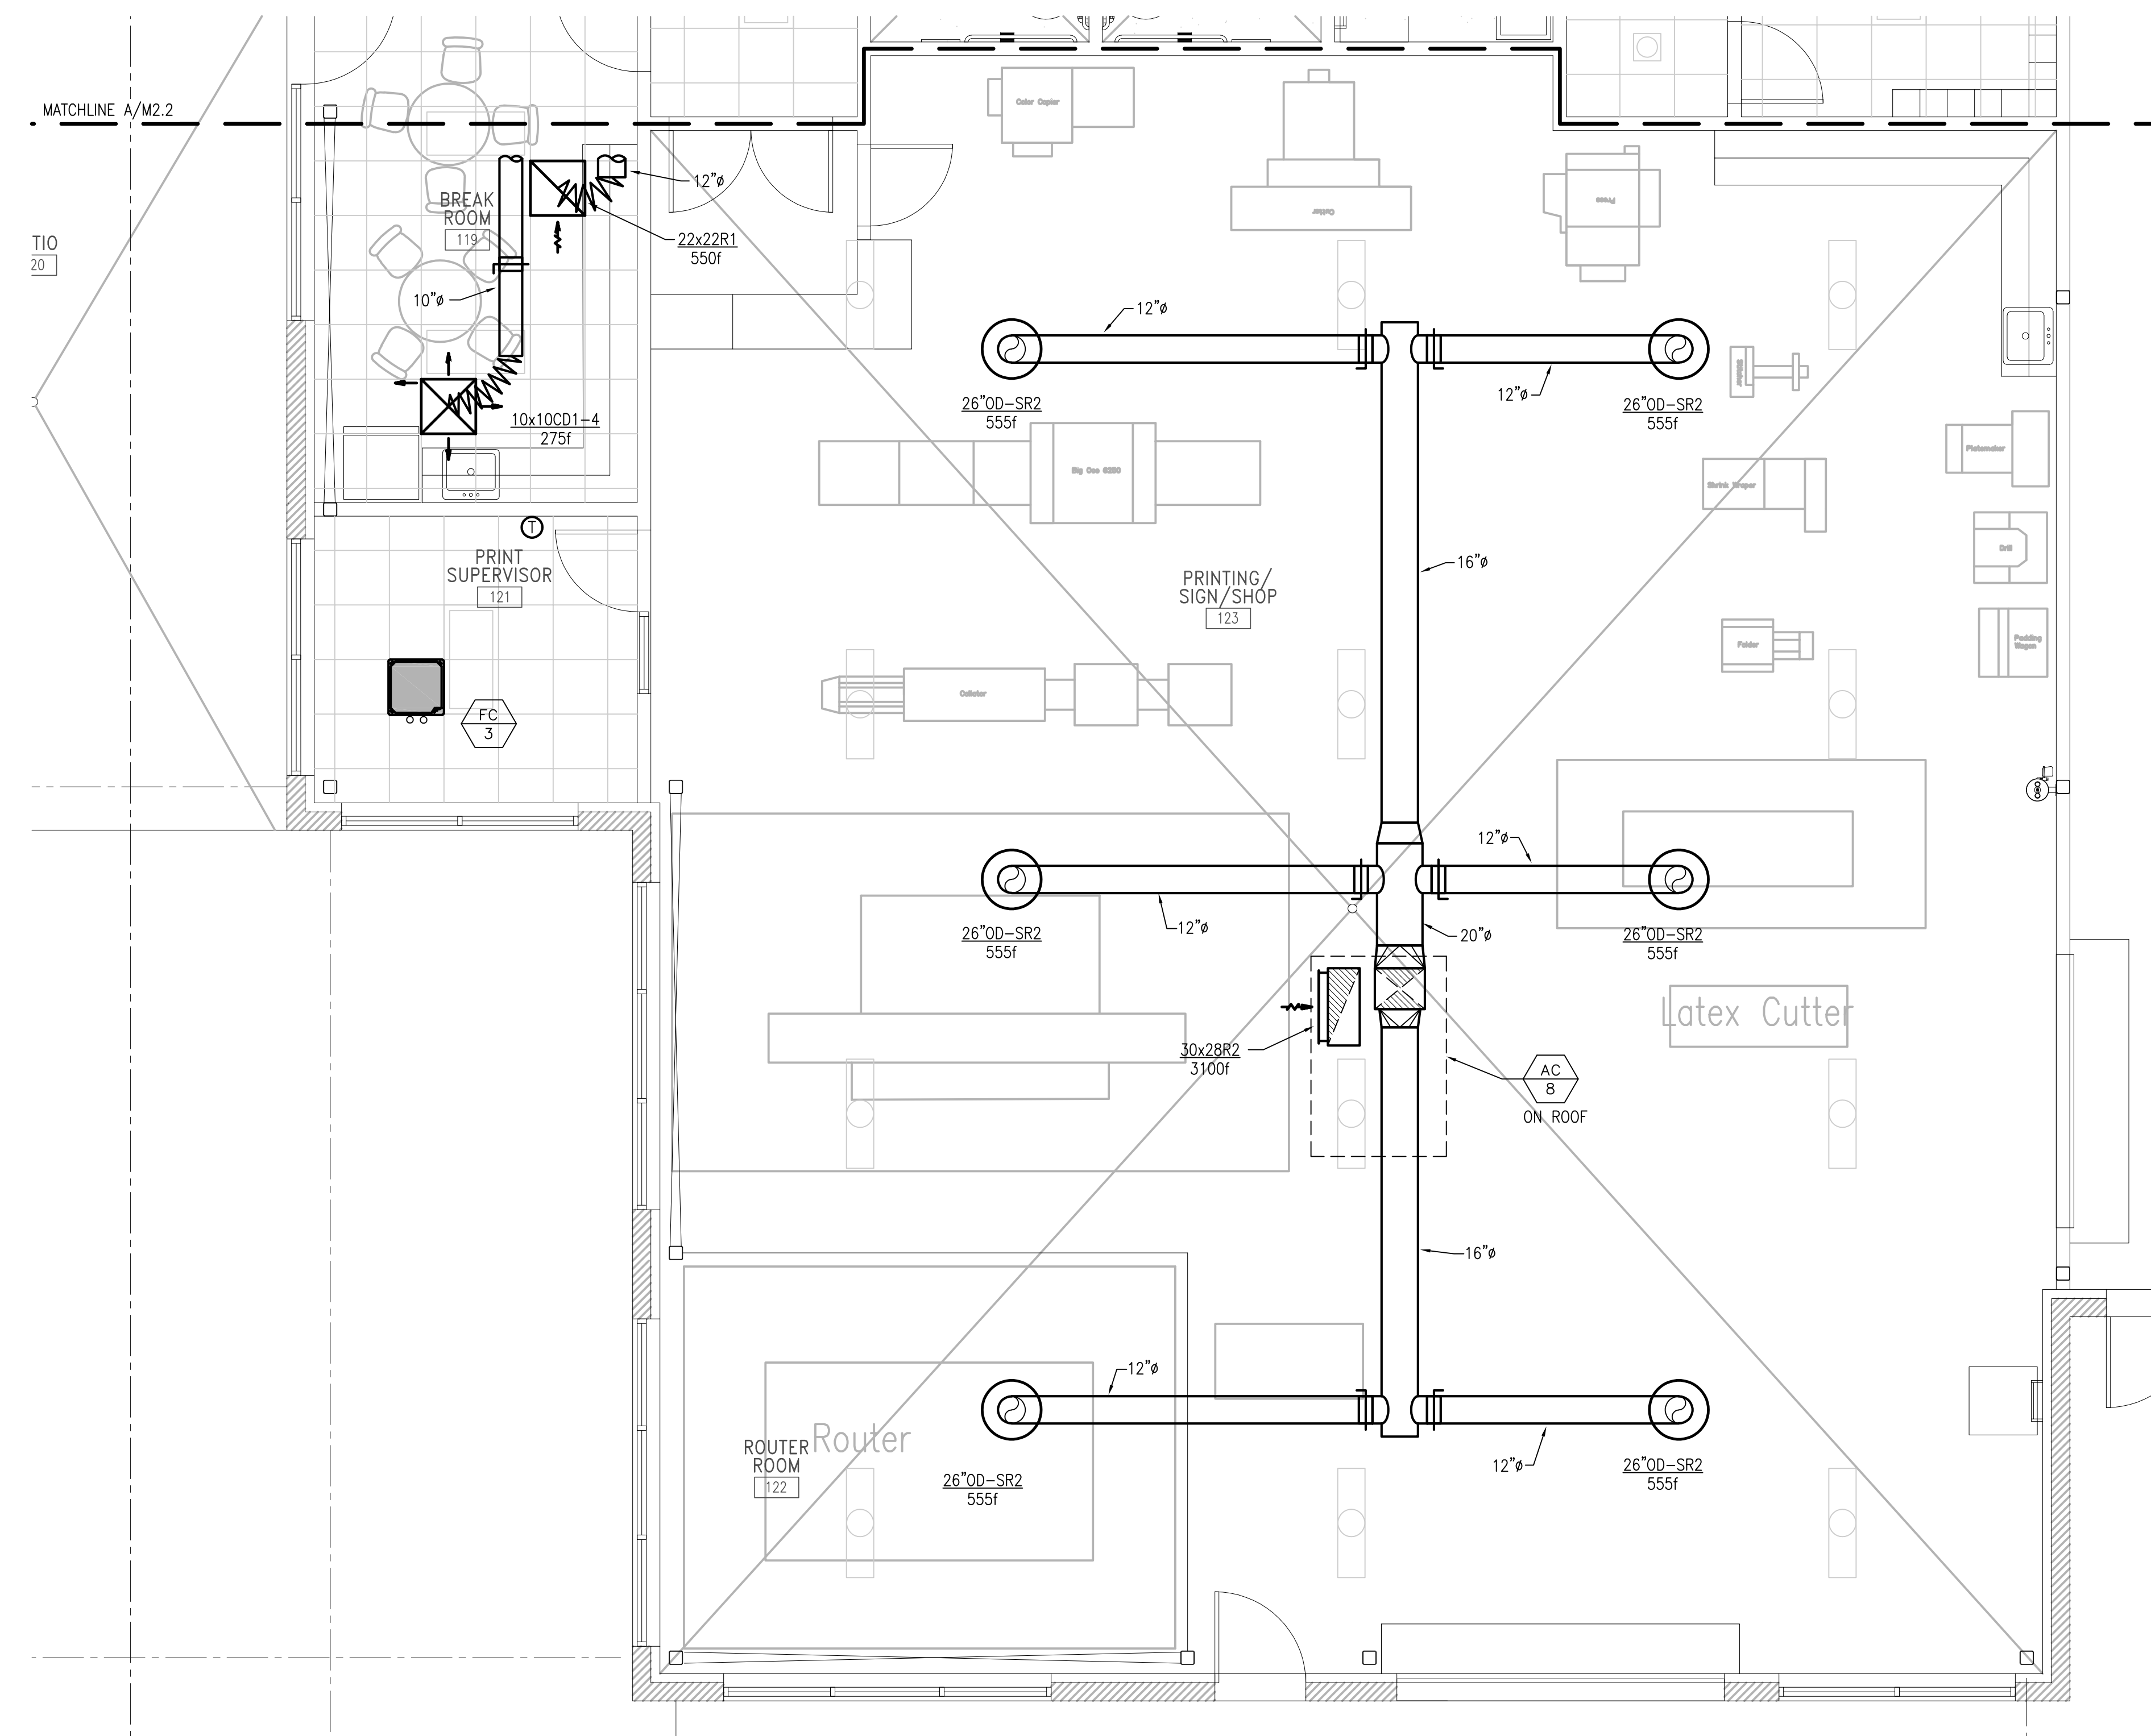 MATCHLINE A/M2.2
Color Copier
Cutter
Press
12"ø
BREAK
ROOM
119
TIO
20
22x22R1
550f
10"ø
12"ø
12"ø
26"OD-SR2
555f
26"OD-SR2
555f
10x10CD1-4
275f
Big Gas 6250
Shrink Wraper
Platemaker
Drill
T
PRINT
SUPERVISOR
121
16"ø
PRINTING/
SIGN/SHOP
123
Folder
Padding
Wagon
Collator
FC
3
12"ø
12"ø
20"ø
26"OD-SR2
555f
26"OD-SR2
555f
Latex Cutter
30x28R2
3100f
AC
8
ON ROOF
16"ø
12"ø
Router
ROUTER
ROOM
122
26"OD-SR2
555f
12"ø
26"OD-SR2
555f